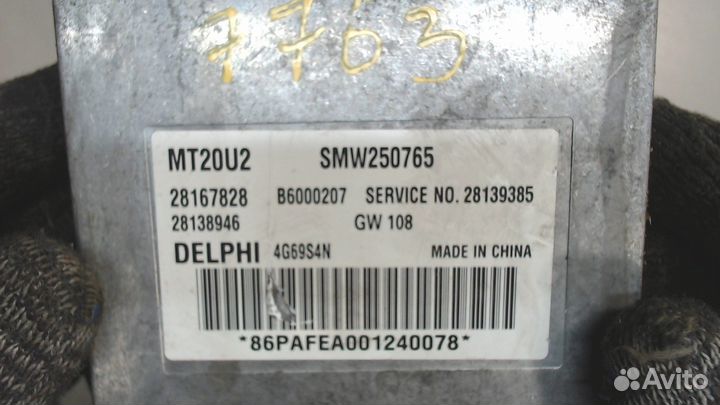 7763
MT20U2 SMW250765
28167828 B6000207 SERVICE NO. 28139385
28138946 GW 108
DELPHI 4G69S4N MADE IN CHINA
*86PAFEA001240078*
Avito